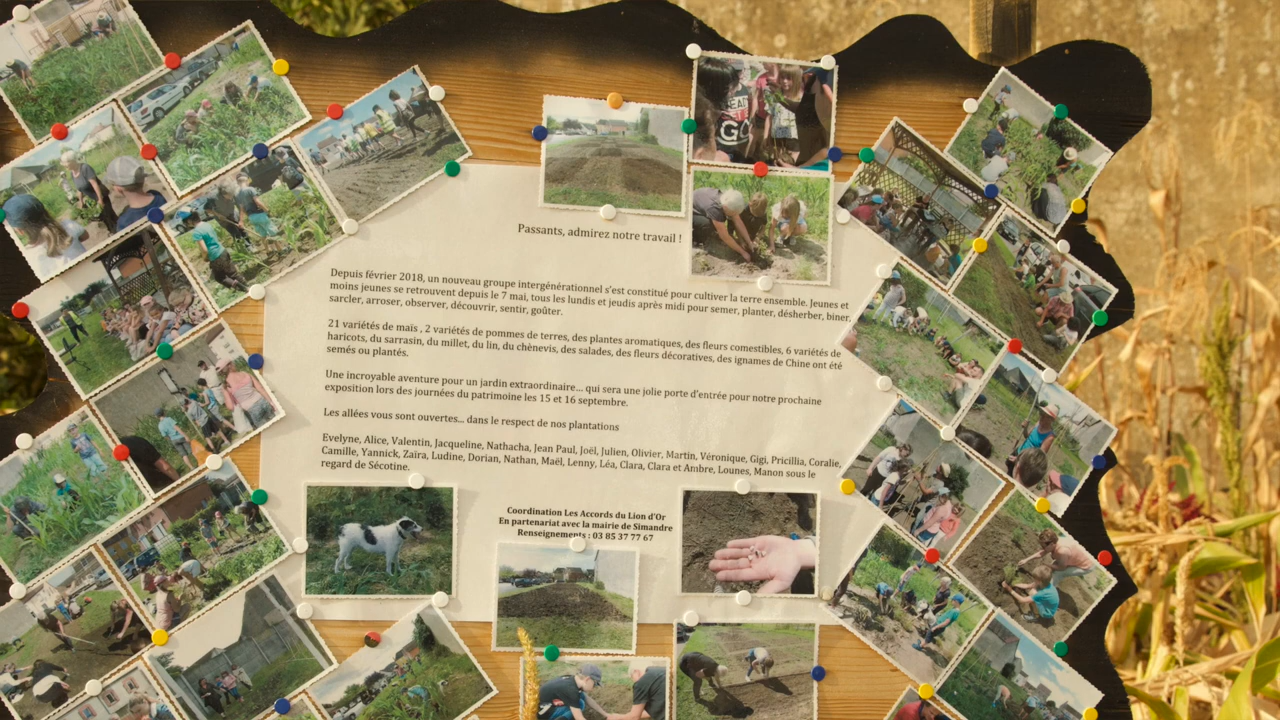 Passants, admirez notre travail !
Depuis février 2018, un nouveau groupe intergénérationnel s'est constitué pour cultiver la terre ensemble. Jeunes et
moins jeunes se retrouvent depuis le 7 mai, tous les lundis et jeudis après midi pour semer, planter, désherber, biner,
sarcler, arroser, observer, découvrir, sentir, goûter.
21 variétés de maïs , 2 variétés de pommes de terres, des plantes aromatiques, des fleurs comestibles, 6 variétés de
haricots, du sarrasin, du millet, du lin, du chènevis, des salades, des fleurs décoratives, des ignames de Chine ont été
semés ou plantés.
Une incroyable aventure pour un jardin extraordinaire... qui sera une jolie porte d'entrée pour notre prochaine
exposition lors des journées du patrimoine les 15 et 16 septembre.
Les allées vous sont ouvertes... dans le respect de nos plantations
Evelyne, Alice, Valentin, Jacqueline, Nathacha, Jean Paul, Joël, Julien, Olivier, Martin, Véronique, Gigi, Pricillia, Coralie,
Camille, Yannick, Zaïra, Ludine, Dorian, Nathan, Maël, Lenny, Léa, Clara, Clara et Ambre, Lounes, Manon sous le
regard de Sécotine.
Coordination Les Accords du Lion d'Or
En partenariat avec la mairie de Simandre
Renseignements : 03 85 37 77 67